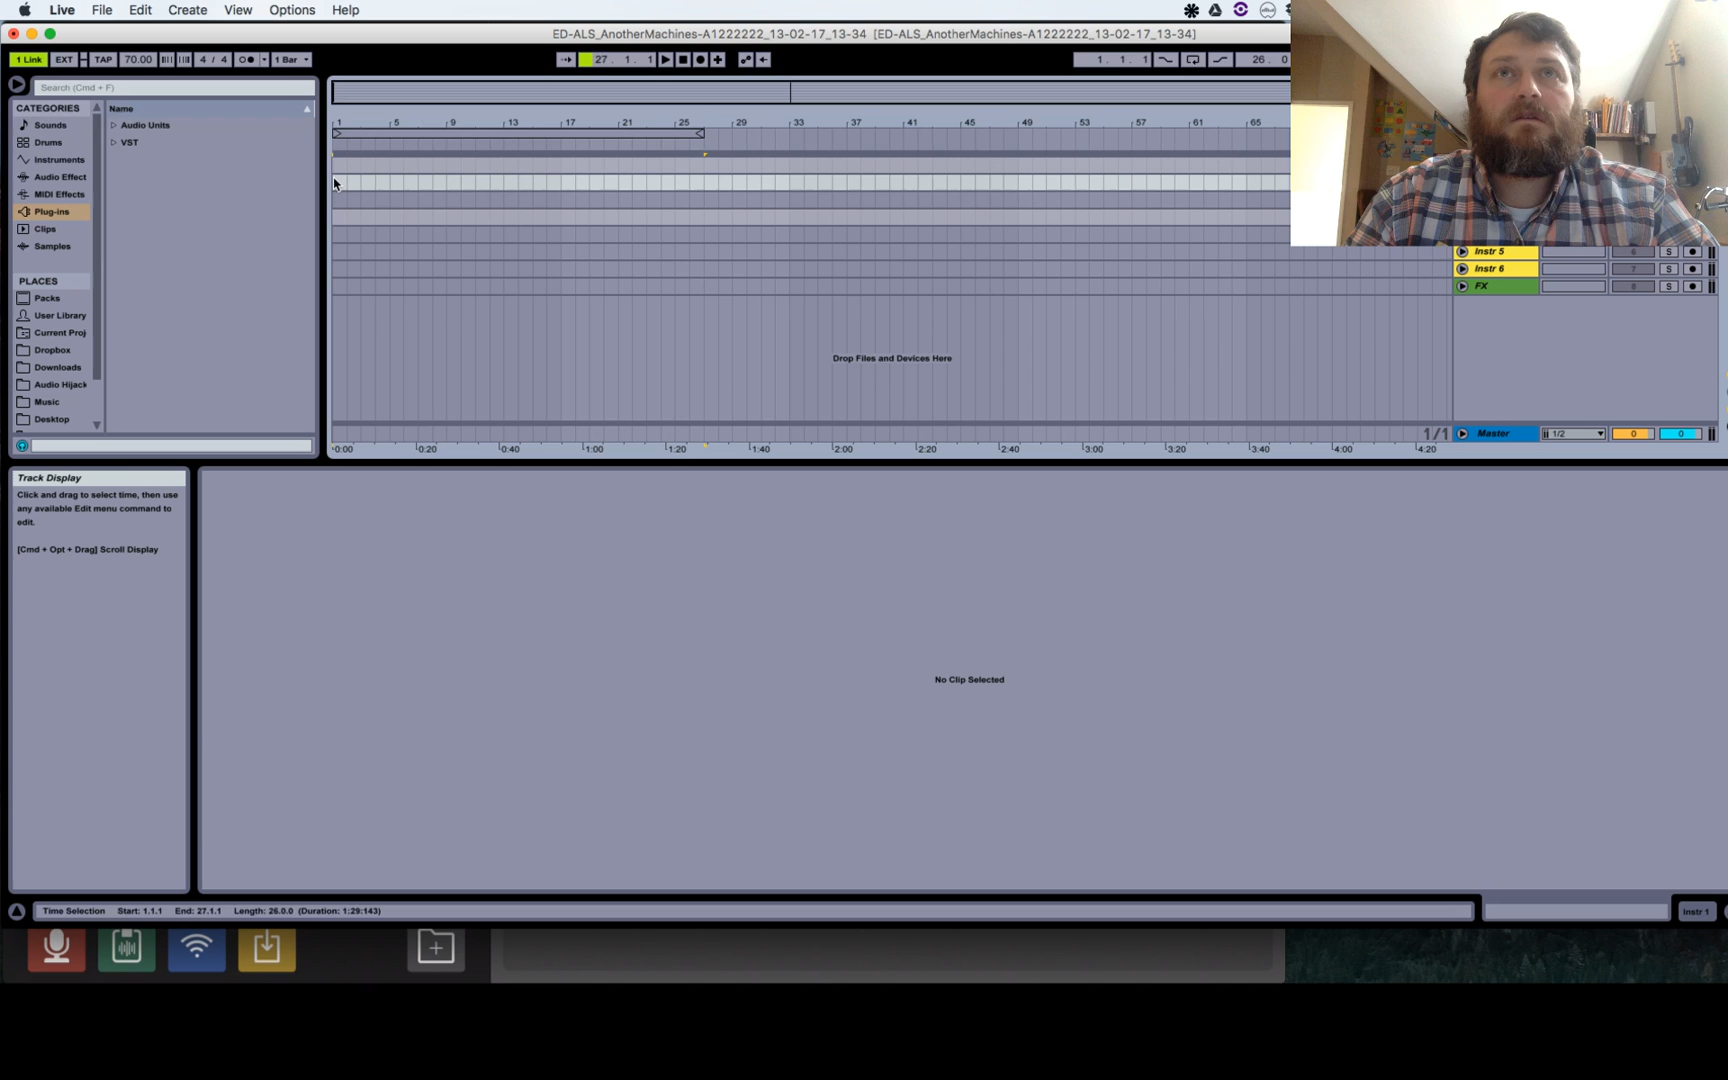 Live File Edit Create View Options Help
ED-ALS_AnotherMachines-A1222222_13-02-17_13-34 [ED-ALS_AnotherMachines-A1222222_13-02-17_13-34]
1 Link EXT TAP 70.00 4 / 4 1 Bar 27. 1. 1 1. 1. 1 26. 0
Search (Cmd + F)
CATEGORIES
Sounds
Drums
Instruments
Audio Effect
MIDI Effects
Plug-ins
Clips
Samples
PLACES
Packs
User Library
Current Proj
Dropbox
Downloads
Audio Hijack
Music
Desktop
Name
Audio Units
VST
1 5 9 13 17 21 25 29 33 37 41 45 49 53 57 61 65
Drop Files and Devices Here
0:00 0:20 0:40 1:00 1:20 1:40 2:00 2:20 2:40 3:00 3:20 3:40 4:00 4:20
Instr 5 6 S
Instr 6 7 S
FX 8 S
1/1 Master 1/2 0 0
Track Display
Click and drag to select time, then use
any available Edit menu command to
edit.
[Cmd + Opt + Drag] Scroll Display
No Clip Selected
Time Selection Start: 1.1.1 End: 27.1.1 Length: 26.0.0 (Duration: 1:29:143)
Instr 1